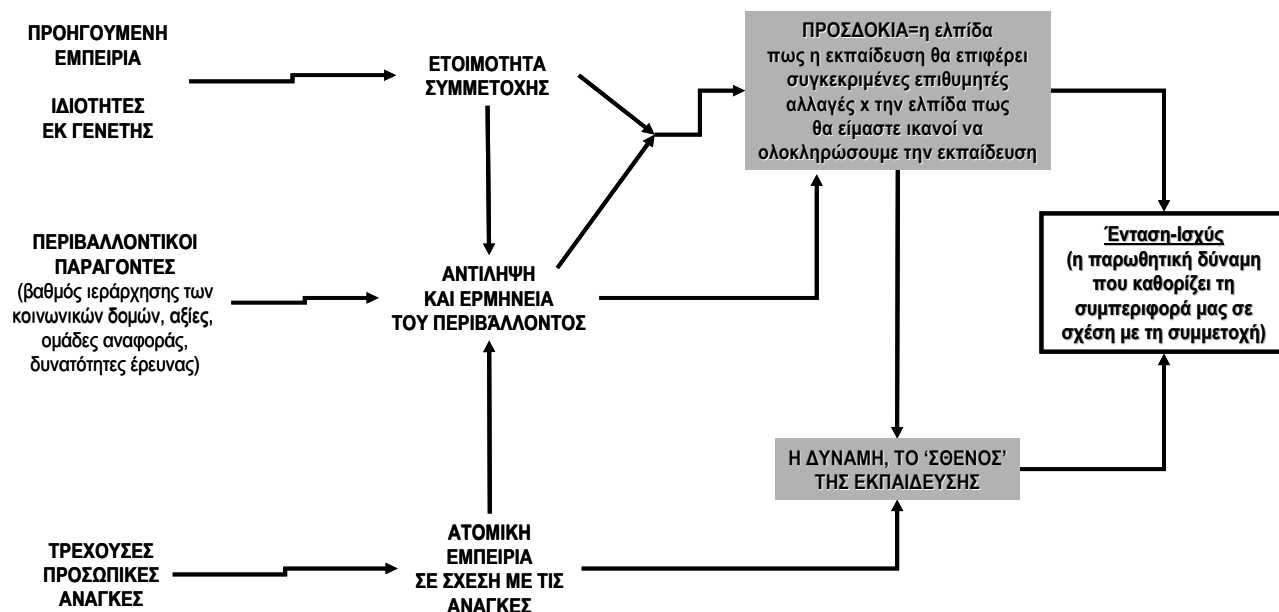 ΠΡΟΗΓΟΥΜΕΝΗ
ΕΜΠΕΙΡΙΑ
ΙΔΙΟΤΗΤΕΣ
ΕΚ ΓΕΝΕΤΗΣ
ΕΤΟΙΜΟΤΗΤΑ
ΣΥΜΜΕΤΟΧΗΣ
ΠΡΟΣΔΟΚΙΑ=η ελπίδα
πως η εκπαίδευση θα επιφέρει
συγκεκριμένες επιθυμητές
αλλαγές x την ελπίδα πως
θα είμαστε ικανοί να
ολοκληρώσουμε την εκπαίδευση
ΠΕΡΙΒΑΛΛΟΝΤΙΚΟΙ
ΠΑΡΑΓΟΝΤΕΣ
(βαθμός ιεράρχησης των
κοινωνικών δομών, αξίες,
ομάδες αναφοράς,
δυνατότητες έρευνας)
ΑΝΤΙΛΗΨΗ
ΚΑΙ ΕΡΜΗΝΕΙΑ
ΤΟΥ ΠΕΡΙΒΆΛΛΟΝΤΟΣ
Ένταση-Ισχύς
(η παρωθητική δύναμη
που καθορίζει τη
συμπεριφορά μας σε
σχέση με τη συμμετοχή)
Η ΔΥΝΑΜΗ, ΤΟ ‘ΣΘΕΝΟΣ’
ΤΗΣ ΕΚΠΑΙΔΕΥΣΗΣ
ΤΡΕΧΟΥΣΕΣ
ΠΡΟΣΩΠΙΚΕΣ
ΑΝΑΓΚΕΣ
ΑΤΟΜΙΚΗ
ΕΜΠΕΙΡΙΑ
ΣΕ ΣΧΕΣΗ ΜΕ ΤΙΣ
ΑΝΑΓΚΕΣ